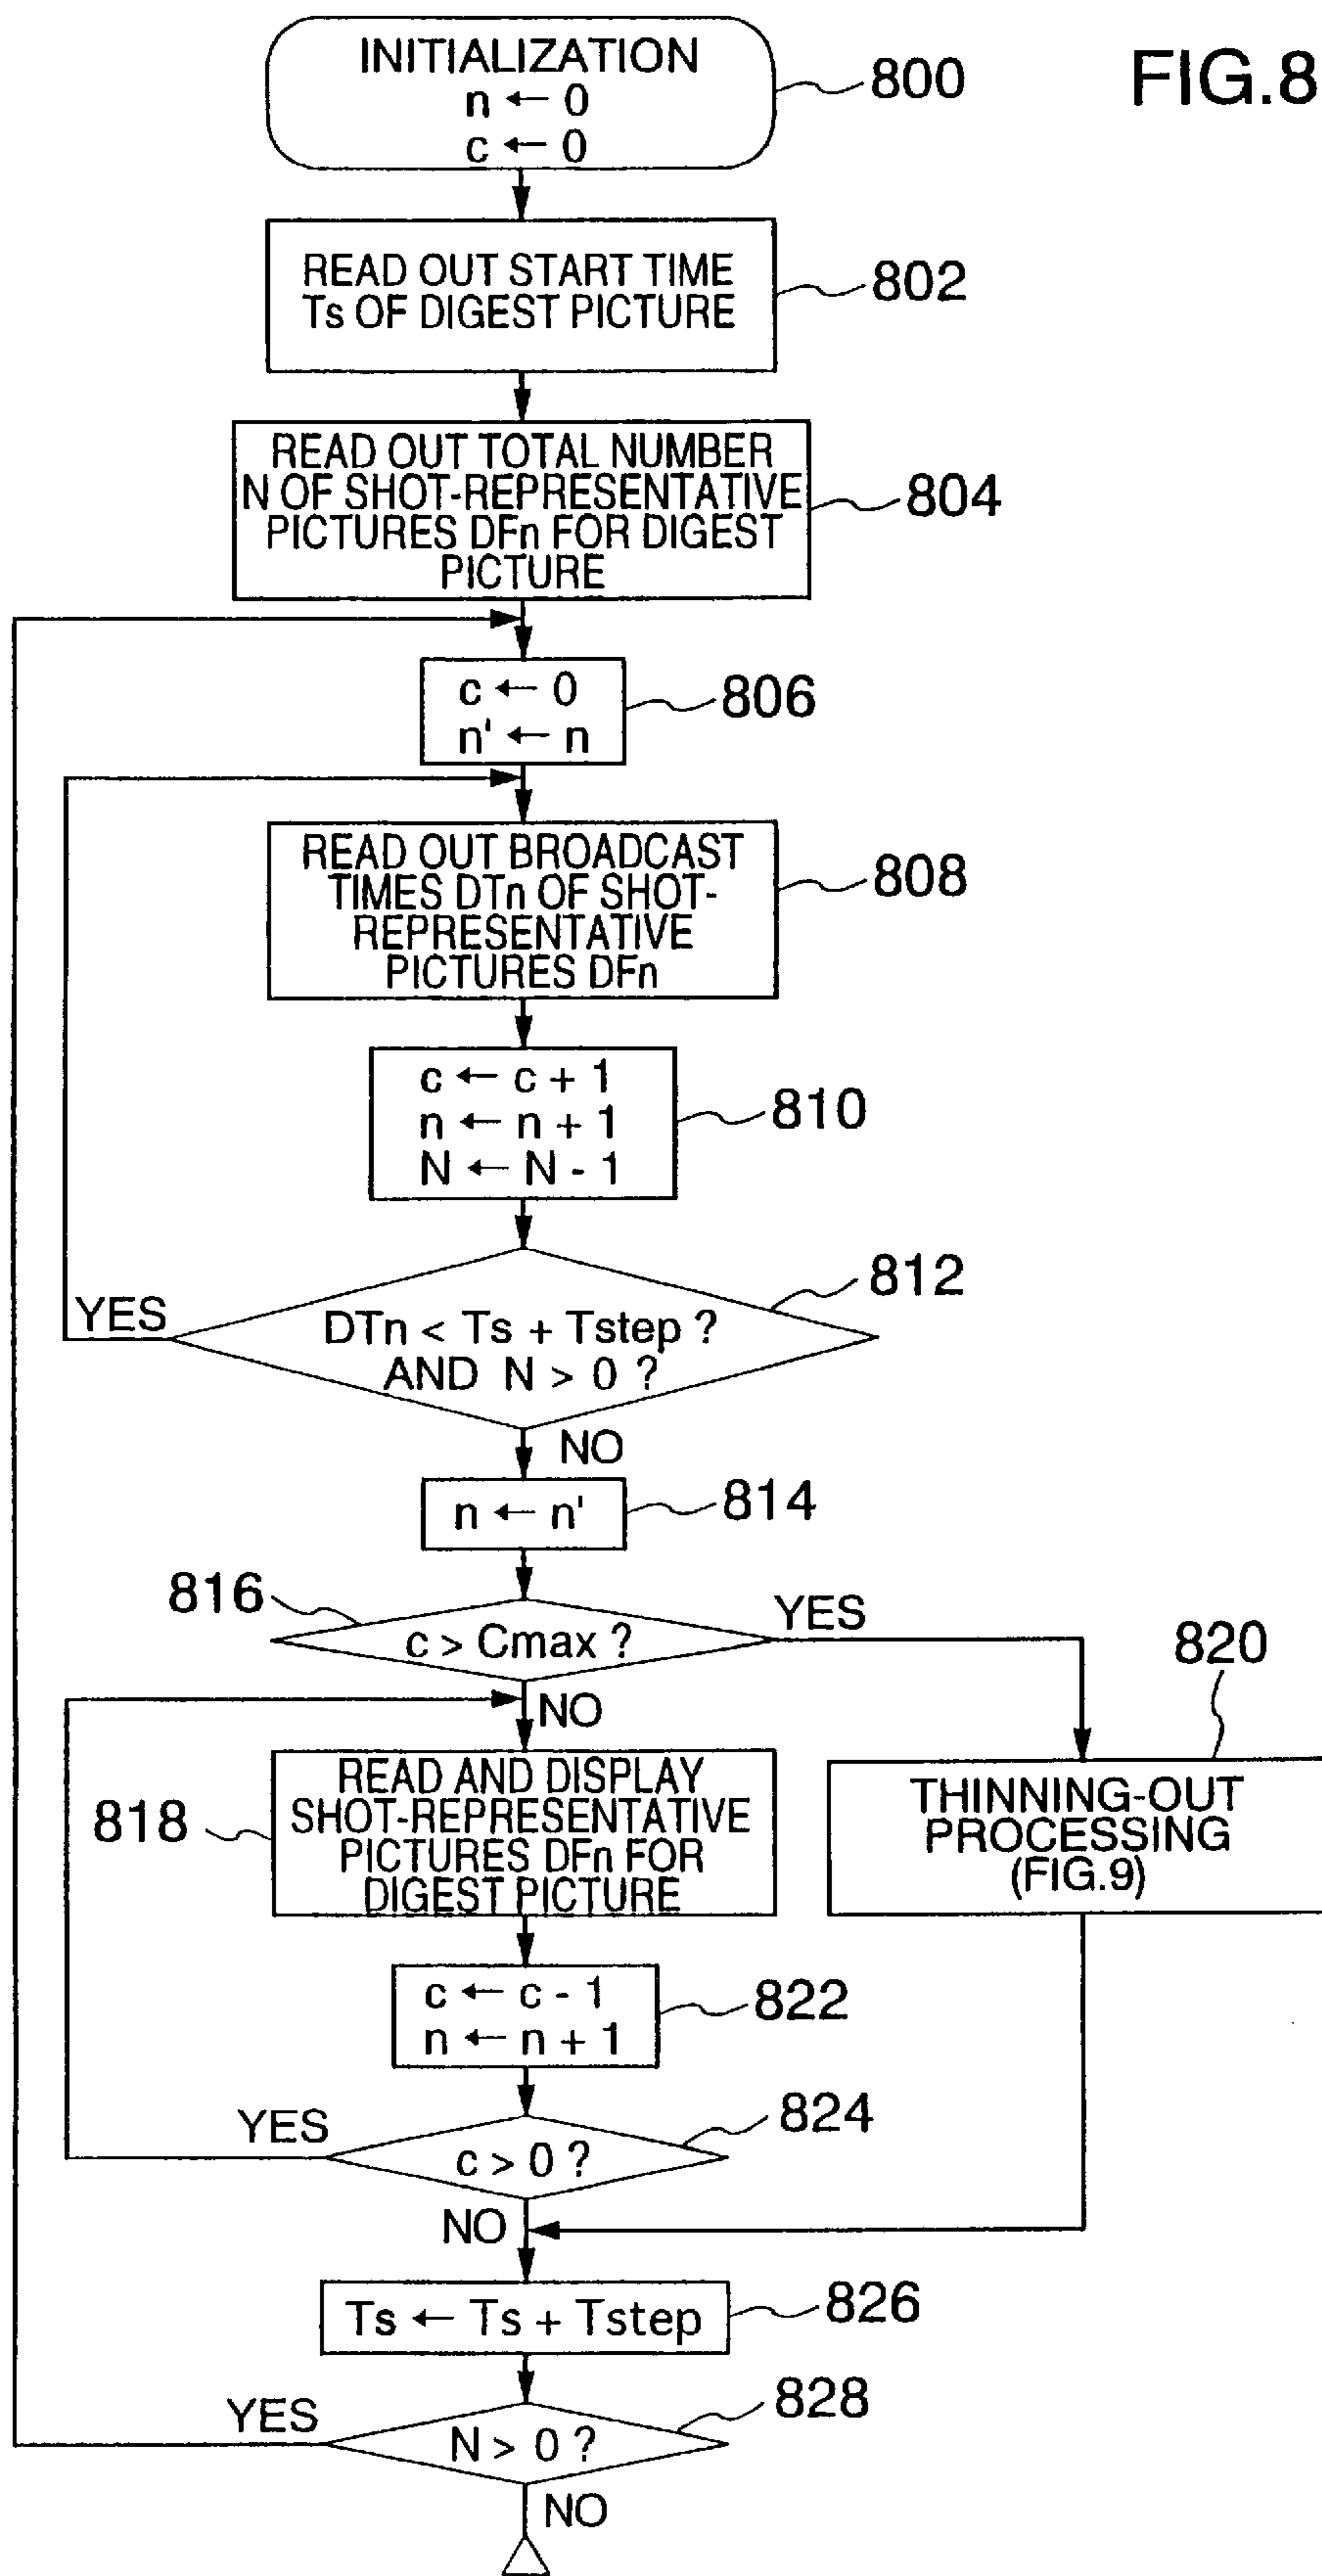 FIG.8
INITIALIZATION
n ← 0
c ← 0
800
READ OUT START TIME
Ts OF DIGEST PICTURE
802
READ OUT TOTAL NUMBER
N OF SHOT-REPRESENTATIVE
PICTURES DFn FOR DIGEST
PICTURE
804
c ← 0
n' ← n
806
READ OUT BROADCAST
TIMES DTn OF SHOT-
REPRESENTATIVE
PICTURES DFn
808
c ← c + 1
n ← n + 1
N ← N - 1
810
812
YES
DTn < Ts + Tstep ?
AND N > 0 ?
NO
n ← n'
814
816
c > Cmax ?
YES
NO
820
READ AND DISPLAY
SHOT-REPRESENTATIVE
PICTURES DFn FOR
DIGEST PICTURE
818
THINNING-OUT
PROCESSING
(FIG.9)
c ← c - 1
n ← n + 1
822
824
YES
c > 0 ?
NO
Ts ← Ts + Tstep
826
828
YES
N > 0 ?
NO